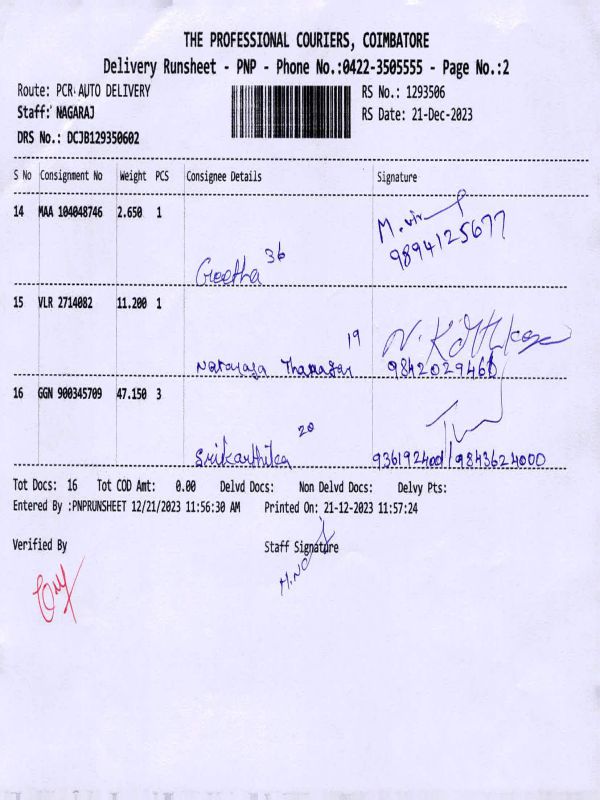 THE PROFESSIONAL COURIERS, COIMBATORE
Delivery Runsheet - PNP - Phone No.:0422-3505555 - Page No.:2
Route: PCR AUTO DELIVERY
RS No.: 1293506
Staff: NAGARAJ
RS Date: 21-Dec-2023
DRS No.: DCJB129350602
S No Consignment No Weight PCS Consignee Details Signature
14 MAA 104048746 2.650 1
9894125677
Geetha 36
15 VLR 2714082 11.200 1
19
9842029460
16 GGN 900345709 47.150 3
20
Srikarthika 936192400/9843624000
Tot Docs: 16 Tot COD Amt: 0.00 Delvd Docs: Non Delvd Docs: Delvy Pts:
Entered By :PNPRUNSHEET 12/21/2023 11:56:30 AM Printed On: 21-12-2023 11:57:24
Verified By Staff Signature